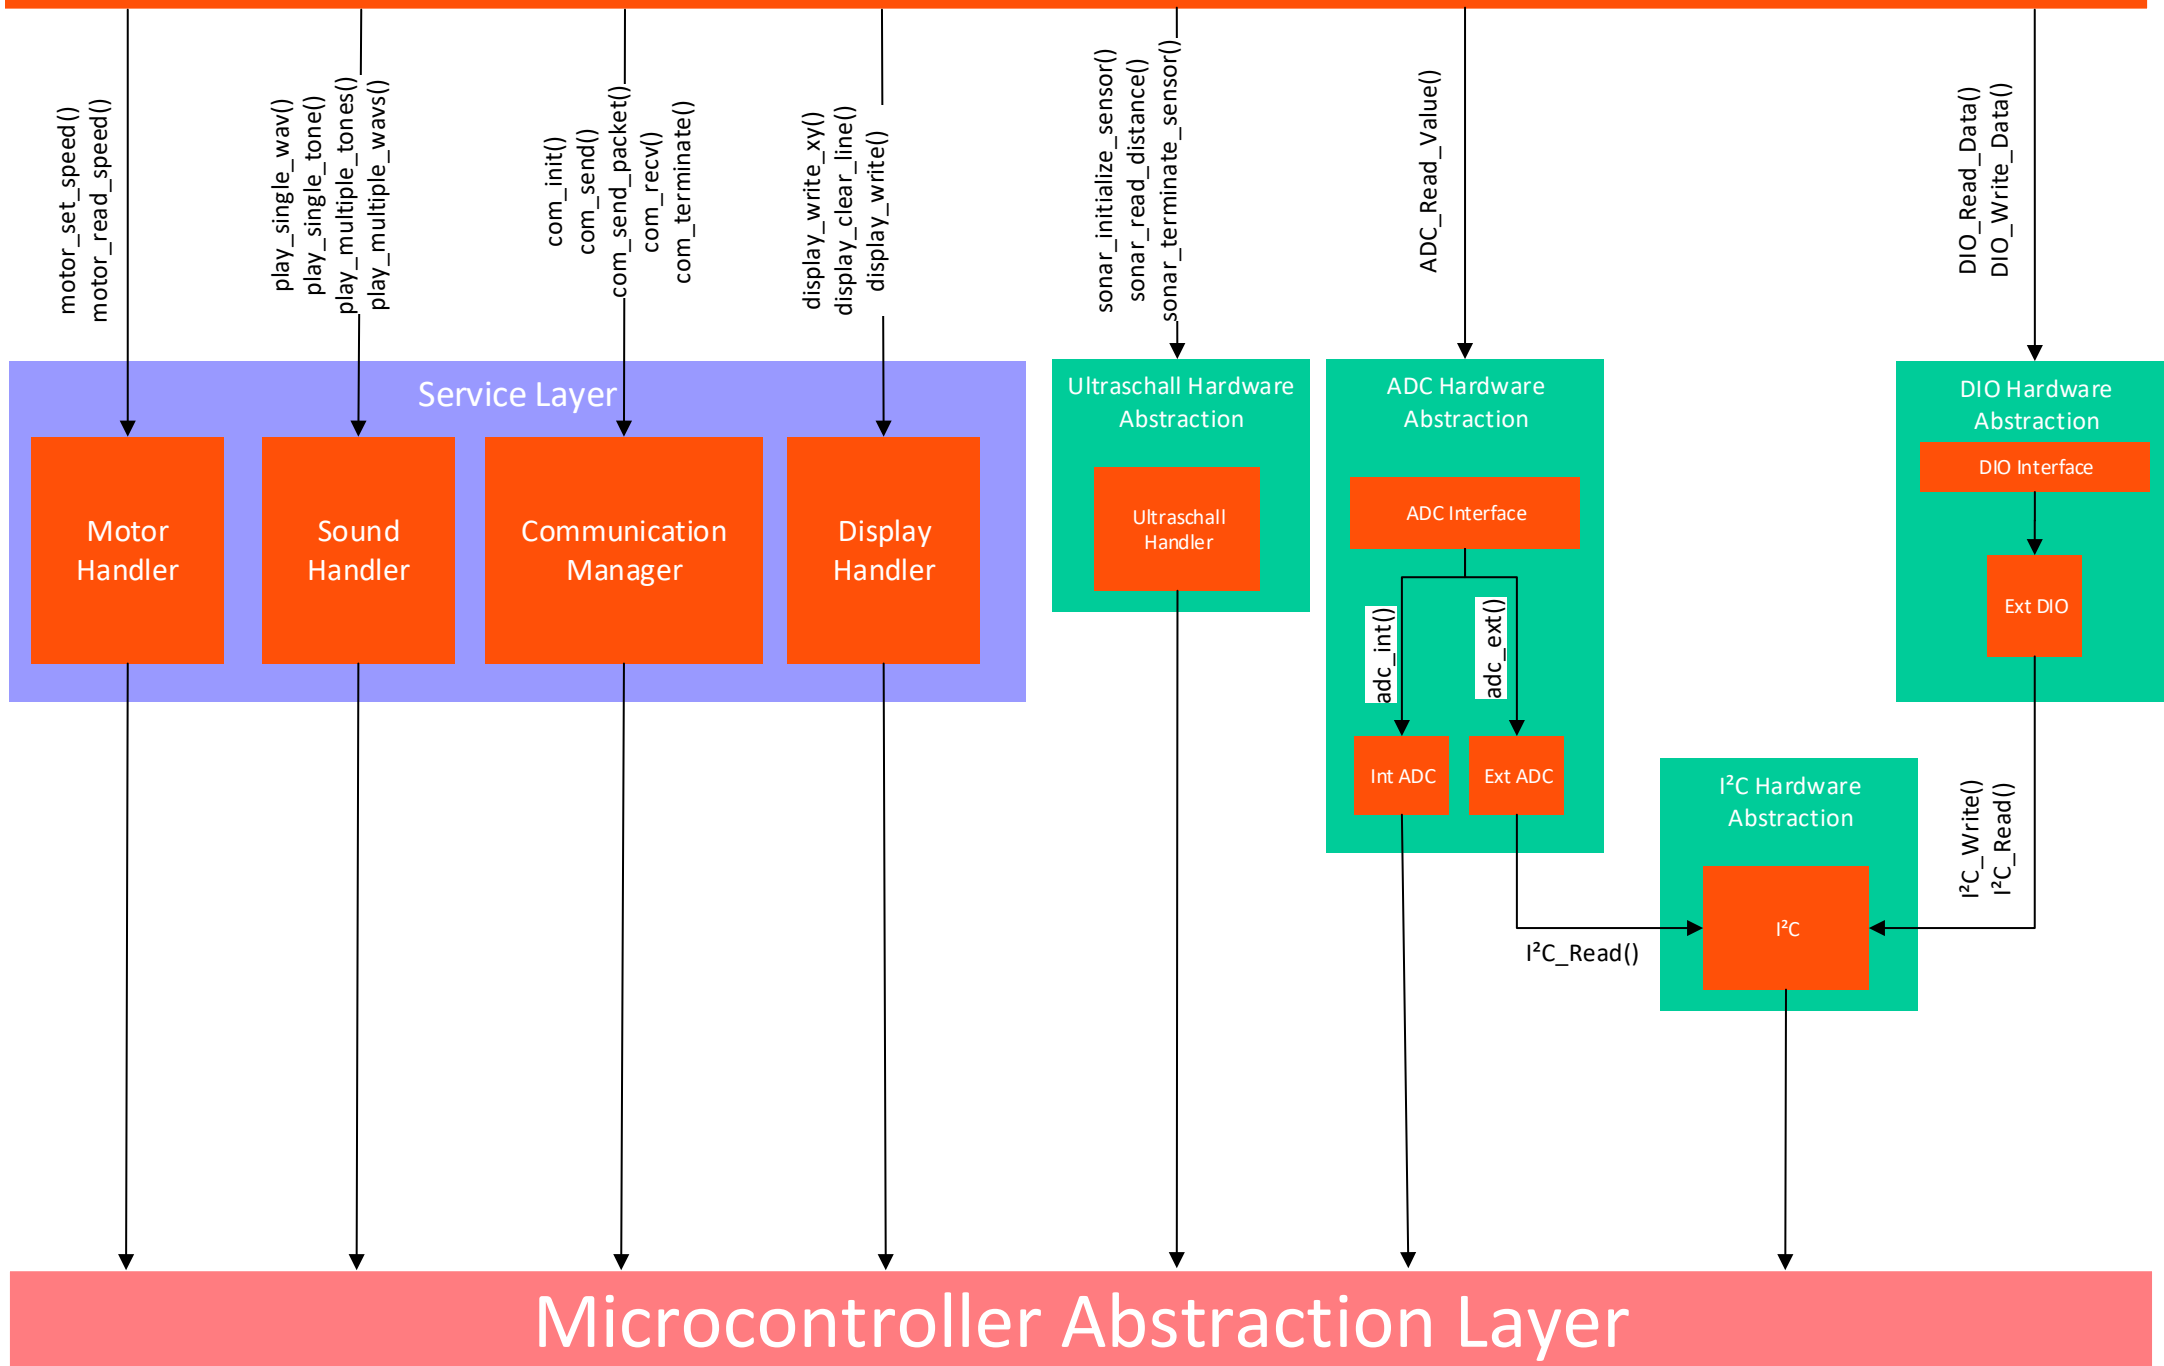 motor_set_speed()
motor_read_speed()
play_single_wav()
play_single_tone()
play_multiple_tones()
play_multiple_wavs()
com_init()
com_send()
com_send_packet()
com_recv()
com_terminate()
display_write_xy()
display_clear_line()
display_write()
sonar_initialize_sensor()
sonar_read_distance()
sonar_terminate_sensor()
ADC_Read_Value()
DIO_Read_Data()
DIO_Write_Data()
Service Layer
Motor
Handler
Sound
Handler
Communication
Manager
Display
Handler
Ultraschall Hardware
Abstraction
Ultraschall
Handler
ADC Hardware
Abstraction
ADC Interface
adc_int()
adc_ext()
Int ADC
Ext ADC
DIO Hardware
Abstraction
DIO Interface
Ext DIO
I²C Hardware
Abstraction
I²C
I²C_Write()
I²C_Read()
I²C_Read()
Microcontroller Abstraction Layer